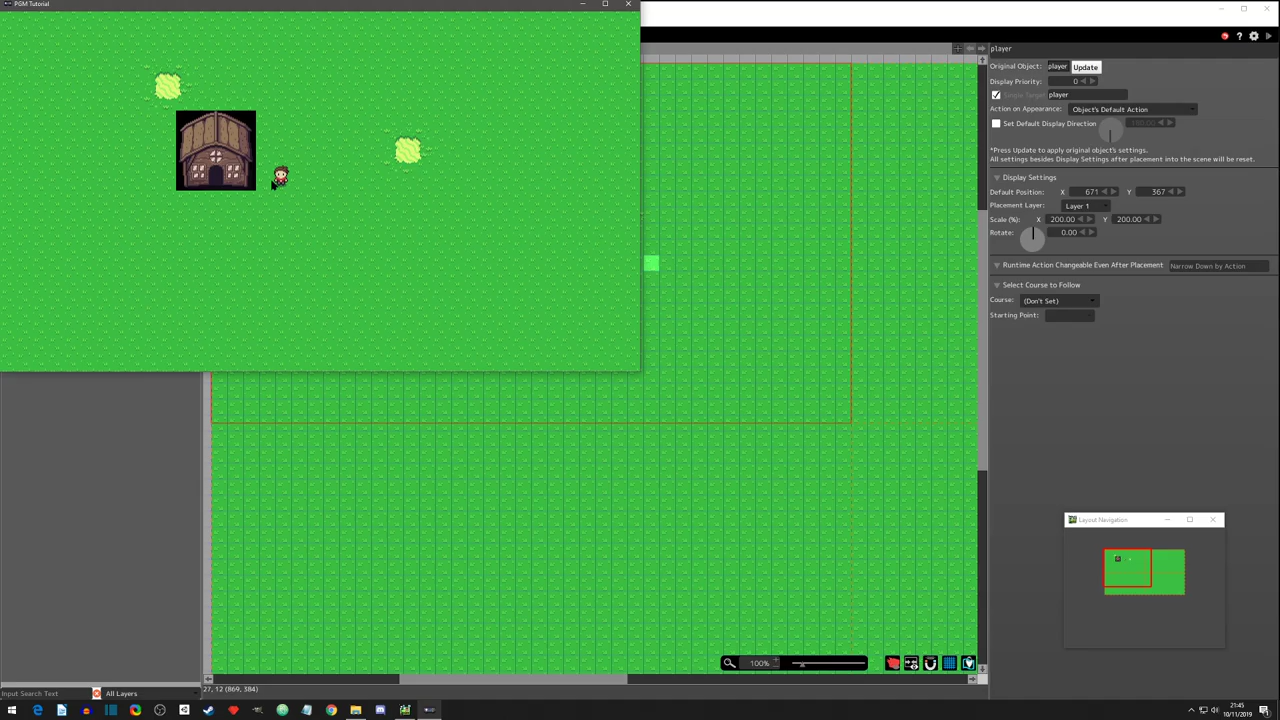 PGM Tutorial
player
Original Object: player Update
Display Priority: 0
player
Action on Appearance: Object's Default Action
Set Default Display Direction 180.00
*Press Update to apply original object's settings.
All settings besides Display Settings after placement into the scene will be reset.
Display Settings
Default Position: X 671 Y 367
Placement Layer: Layer 1
Scale (%): X 200.00 Y 200.00
Rotate: 0.00
Runtime Action Changeable Even After Placement Narrow Down by Action
Select Course to Follow
Course: (Don't Set)
Starting Point:
Layout Navigation
100%
27, 12 (869, 384)
Input Search Text All Layers
21:45
10/11/2019